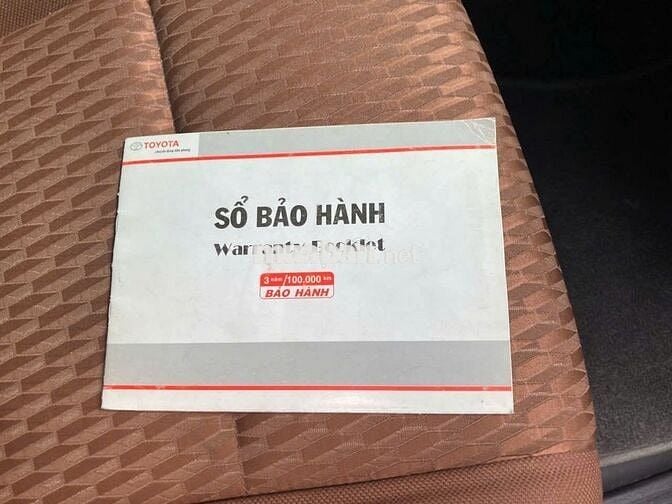 TOYOTA
SỔ BẢO HÀNH
Warranty Booklet
3 năm/100.000 km
BẢO HÀNH